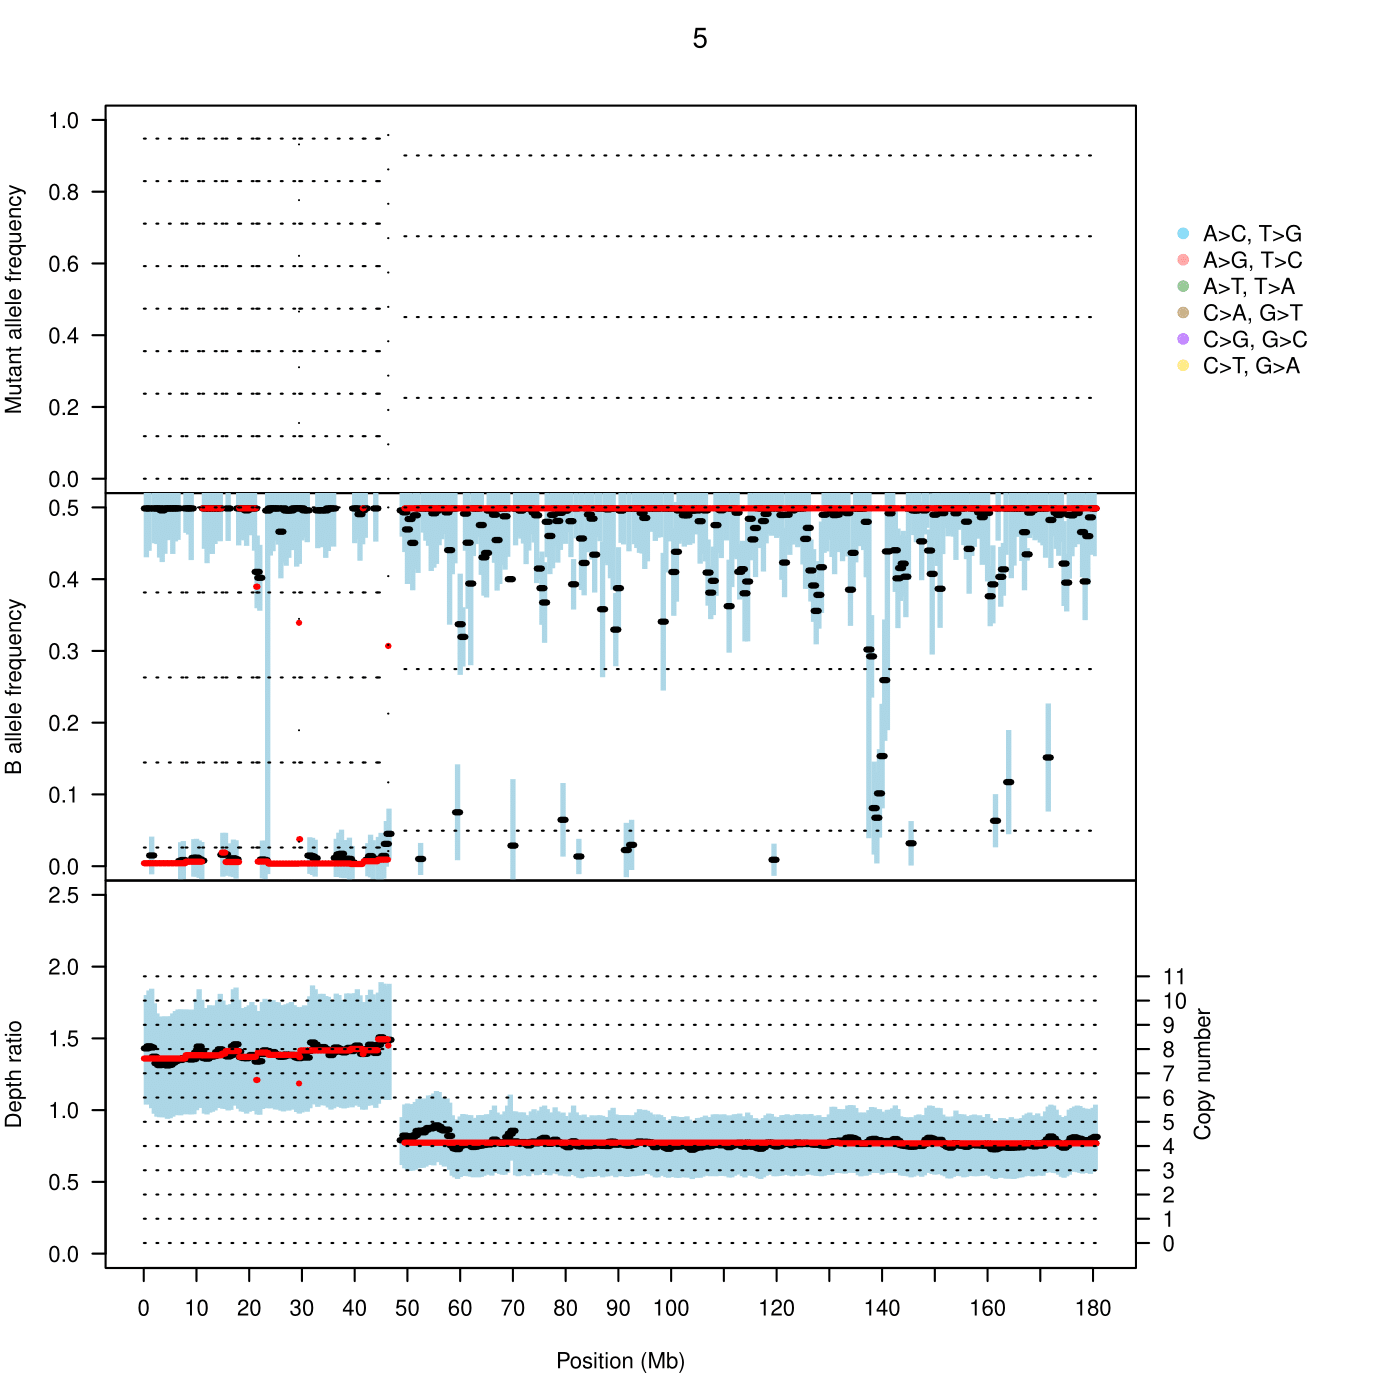 5
Mutant allele frequency
1.0
0.8
0.6
0.4
0.2
0.0
A>C, T>G
A>G, T>C
A>T, T>A
C>A, G>T
C>G, G>C
C>T, G>A
B allele frequency
0.5
0.4
0.3
0.2
0.1
0.0
Depth ratio
2.5
2.0
1.5
1.0
0.5
0.0
11
10
9
8
7
6
5
4
3
2
1
0
Copy number
0 10 20 30 40 50 60 70 80 90 100 120 140 160 180
Position (Mb)